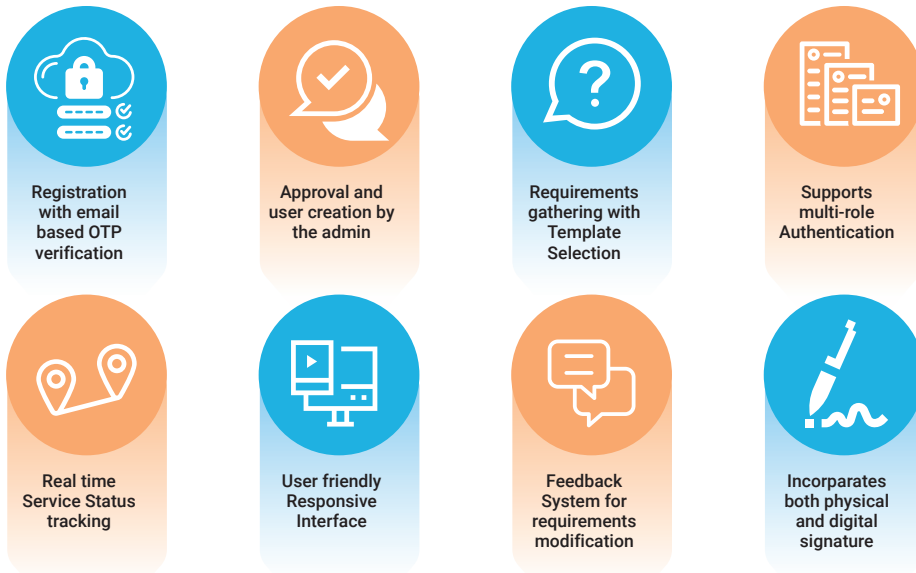 Registration
with email
based OTP
verification
Approval and
user creation by
the admin
Requirements
gathering with
Template
Selection
Supports
multi-role
Authentication
Real time
Service Status
tracking
User friendly
Responsive
Interface
Feedback
System for
requirements
modification
Incorparates
both physical
and digital
signature